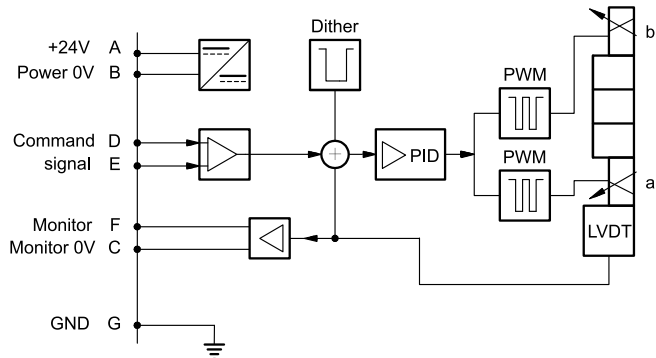 Dither
+24V A
Power 0V B
b
PWM
Command D
signal E
PID
PWM
a
Monitor F
Monitor 0V C
LVDT
GND G